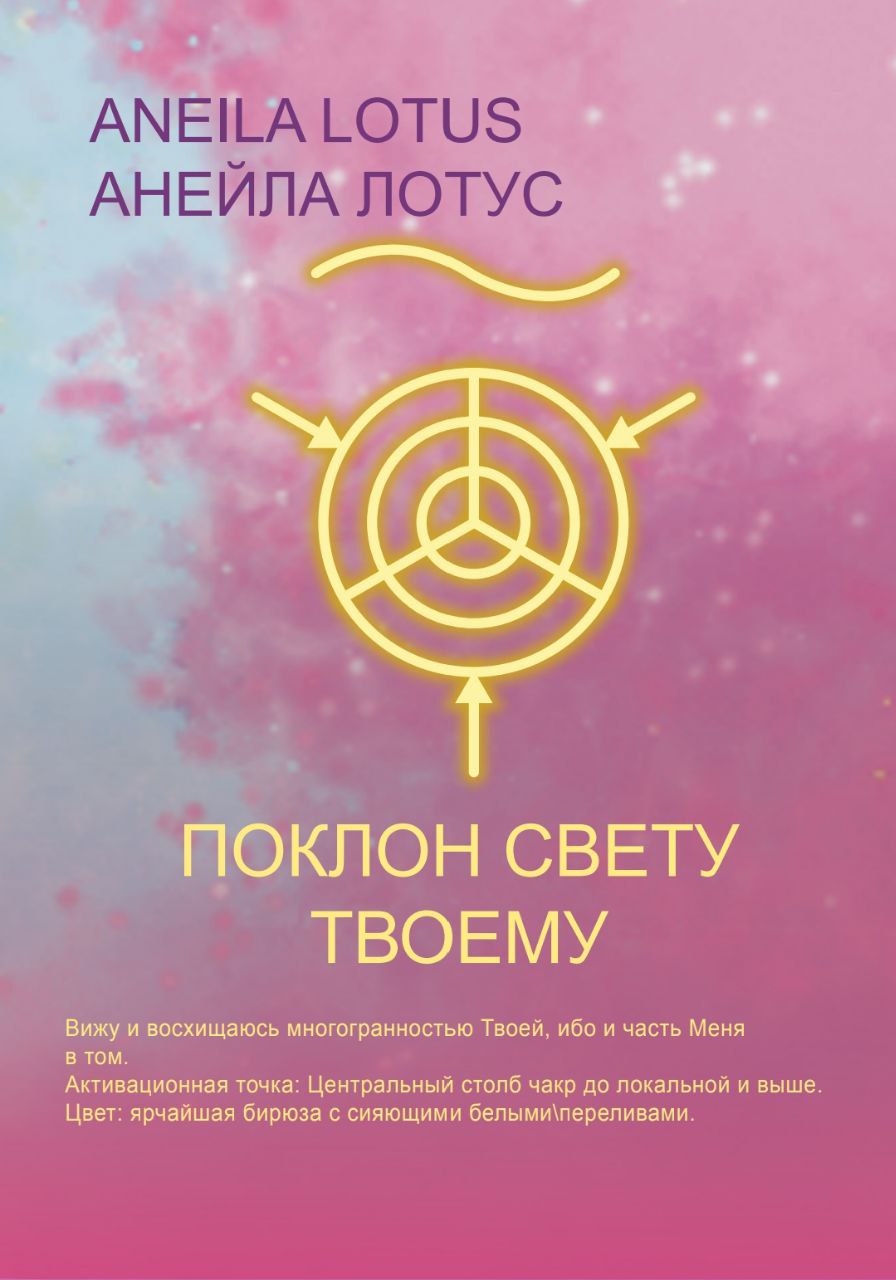 ANEILA LOTUS
АНЕЙЛА ЛОТУС
ПОКЛОН СВЕТУ
ТВОЕМУ
Вижу и восхищаюсь многогранностью Твоей, ибо и часть Меня
в том.
Активационная точка: Центральный столб чакр до локальной и выше.
Цвет: ярчайшая бирюза с сияющими белыми\переливами.